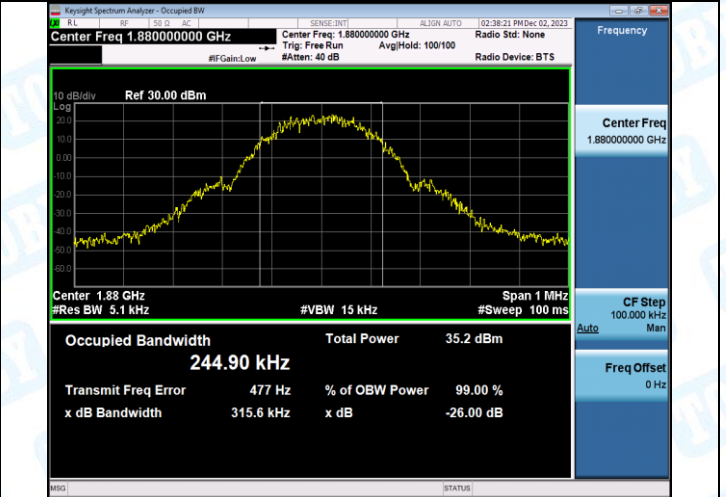 Keysight Spectrum Analyzer - Occupied BW
RL RF 50 Ω AC SENSE:INT ALIGN AUTO 02:38:21 PM Dec 02, 2023
Center Freq 1.880000000 GHz
Center Freq: 1.880000000 GHz Radio Std: None
Trig: Free Run Avg|Hold: 100/100
#IFGain:Low #Atten: 40 dB Radio Device: BTS
Frequency
10 dB/div Ref 30.00 dBm
Log
20.0
10.0
0.00
-10.0
-20.0
-30.0
-40.0
-50.0
-60.0
Center Freq
1.880000000 GHz
Center 1.88 GHz Span 1 MHz
#Res BW 5.1 kHz #VBW 15 kHz #Sweep 100 ms
CF Step
100.000 kHz
Auto Man
Occupied Bandwidth Total Power 35.2 dBm
244.90 kHz
Transmit Freq Error 477 Hz % of OBW Power 99.00 %
x dB Bandwidth 315.6 kHz x dB -26.00 dB
Freq Offset
0 Hz
MSG STATUS